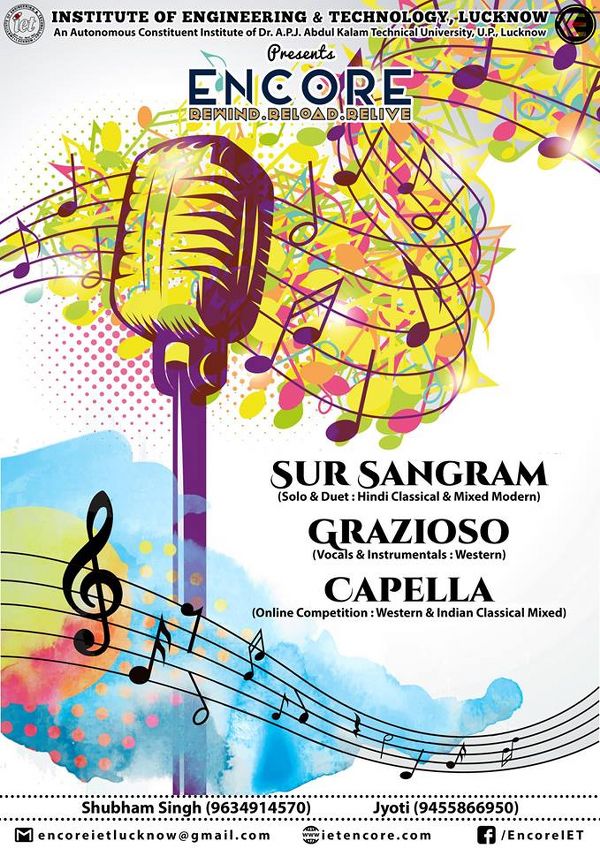 INSTITUTE OF ENGINEERING & TECHNOLOGY, LUCKNOW
An Autonomous Constituent Institute of Dr. A.P.J. Abdul Kalam Technical University, U.P., Lucknow
Presents
ENCORE
REWIND.RELOAD.RELIVE
SUR SANGRAM
(Solo & Duet : Hindi Classical & Mixed Modern)
GRAZIOSO
(Vocals & Instrumentals : Western)
CAPELLA
(Online Competition : Western & Indian Classical Mixed)
Shubham Singh (9634914570) Jyoti (9455866950)
encoreietlucknow@gmail.com www ietencore.com f /EncoreIET